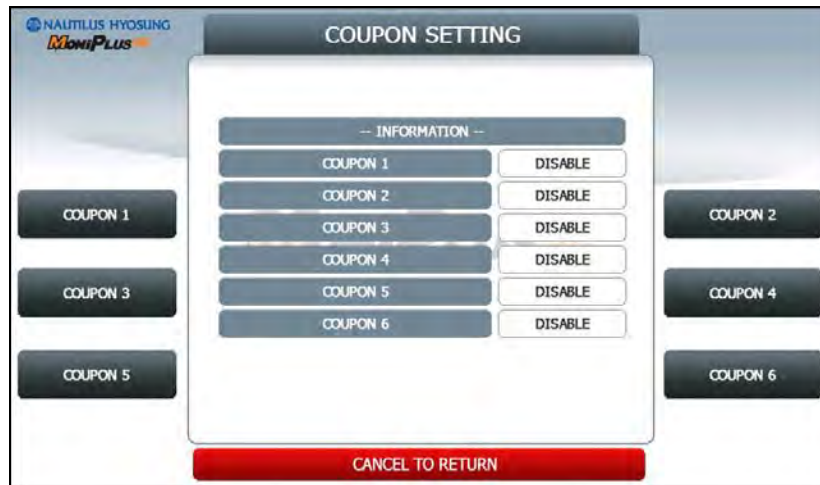 NAUTILUS HYOSUNG
MONiPLUS
COUPON SETTING
-- INFORMATION --
COUPON 1 DISABLE
COUPON 2 DISABLE
COUPON 3 DISABLE
COUPON 4 DISABLE
COUPON 5 DISABLE
COUPON 6 DISABLE
COUPON 1
COUPON 2
COUPON 3
COUPON 4
COUPON 5
COUPON 6
CANCEL TO RETURN